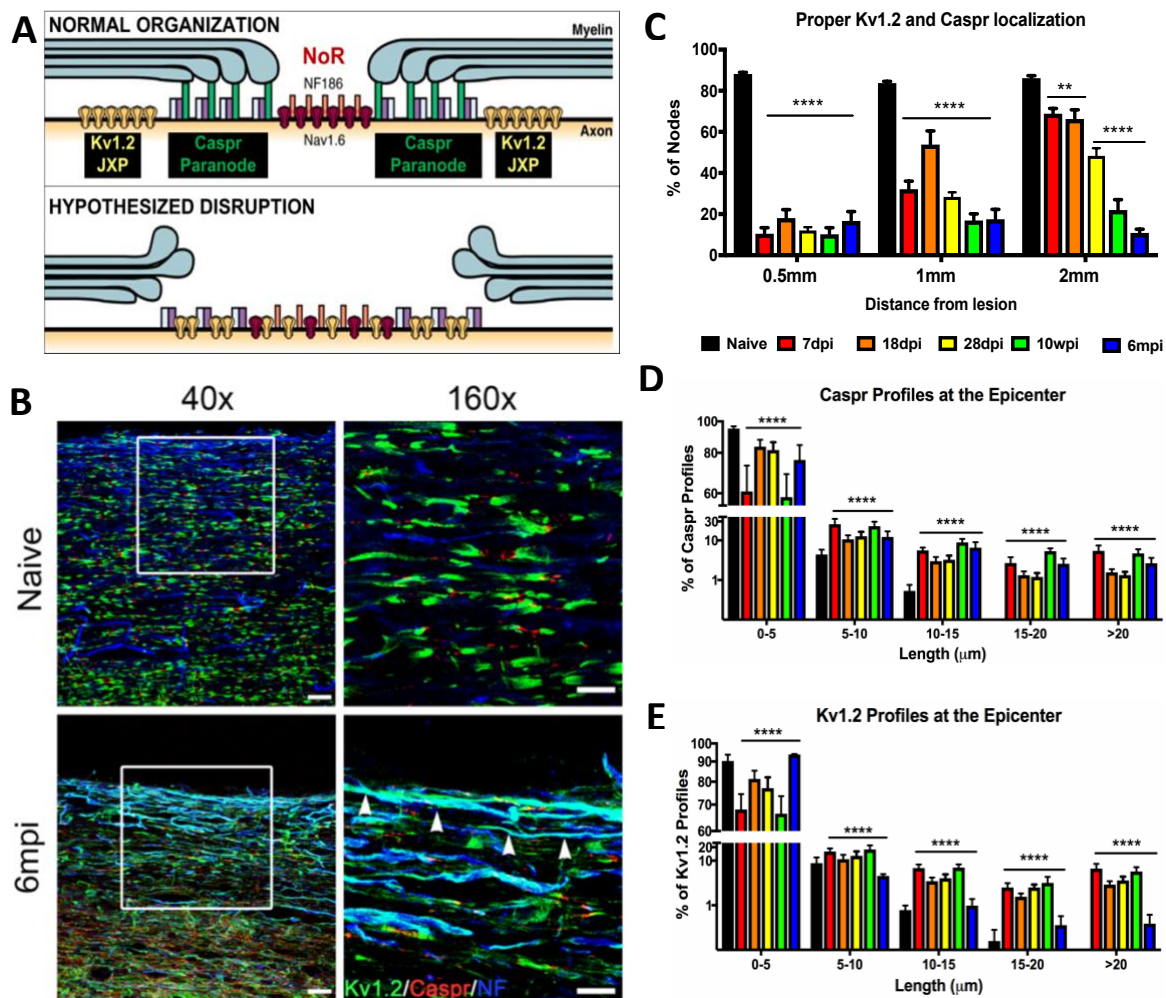 A
NORMAL ORGANIZATION
Myelin
NoR
NF186
Nav1.6
Axon
Kv1.2
JXP
Caspr
Paranode
Caspr
Paranode
Kv1.2
JXP
HYPOTHESIZED DISRUPTION
B
40x
160x
Naive
6mpi
Kv1.2/Caspr/NF
C
Proper Kv1.2 and Caspr localization
% of Nodes
100
80
60
40
20
0
****
****
**
****
0.5mm
1mm
2mm
Distance from lesion
Naive
7dpi
18dpi
28dpi
10wpi
6mpi
D
Caspr Profiles at the Epicenter
% of Caspr Profiles
100
80
60
30
10
1
****
****
****
****
****
0-5
5-10
10-15
15-20
>20
Length (μm)
E
Kv1.2 Profiles at the Epicenter
% of Kv1.2 Profiles
100
90
80
70
60
20
10
1
****
****
****
****
****
0-5
5-10
10-15
15-20
>20
Length (μm)